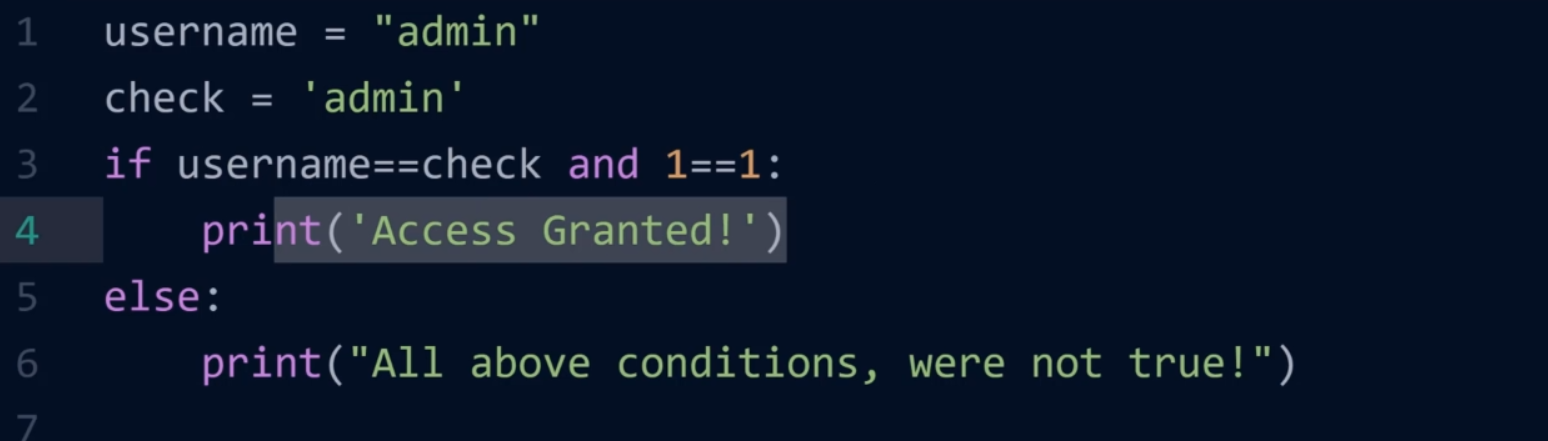 1 username = "admin"
2 check = 'admin'
3 if username==check and 1==1:
4     print('Access Granted!')
5 else:
6     print("All above conditions, were not true!")
7